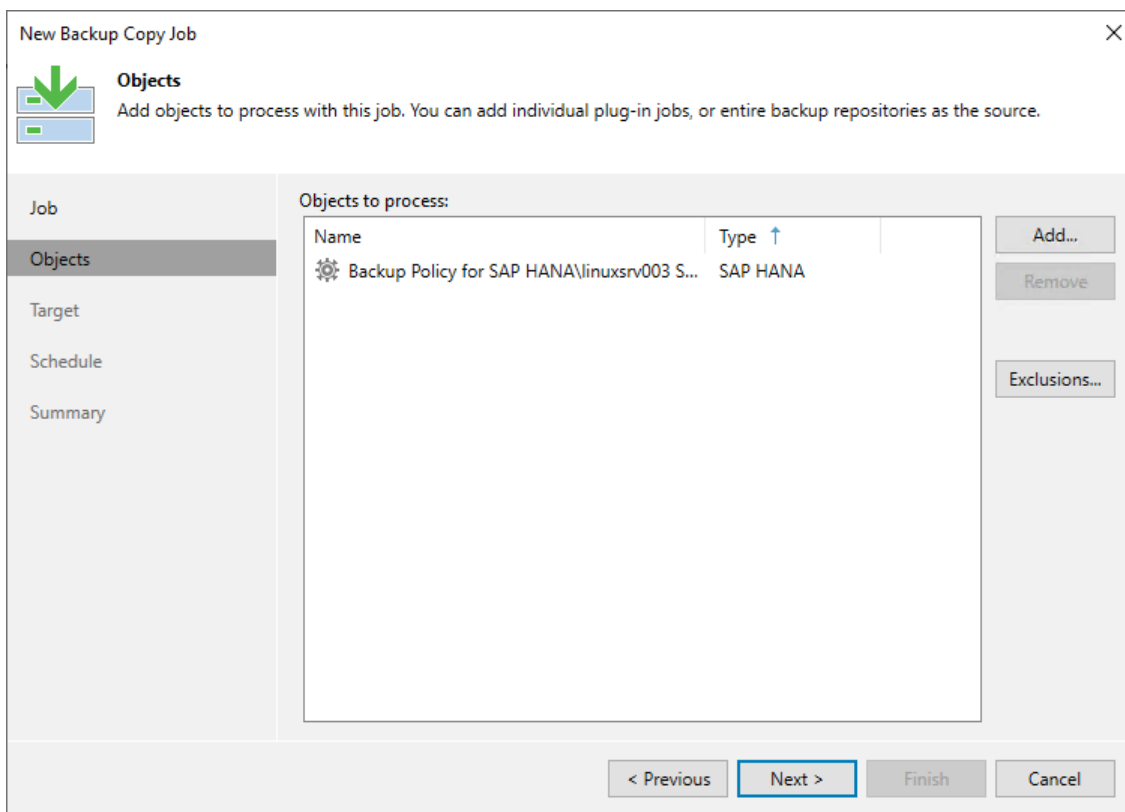 New Backup Copy Job
Objects
Add objects to process with this job. You can add individual plug-in jobs, or entire backup repositories as the source.
Job
Objects
Target
Schedule
Summary
Objects to process:
Name Type
Backup Policy for SAP HANA\linuxsrv003 S... SAP HANA
Add...
Remove
Exclusions...
< Previous Next > Finish Cancel